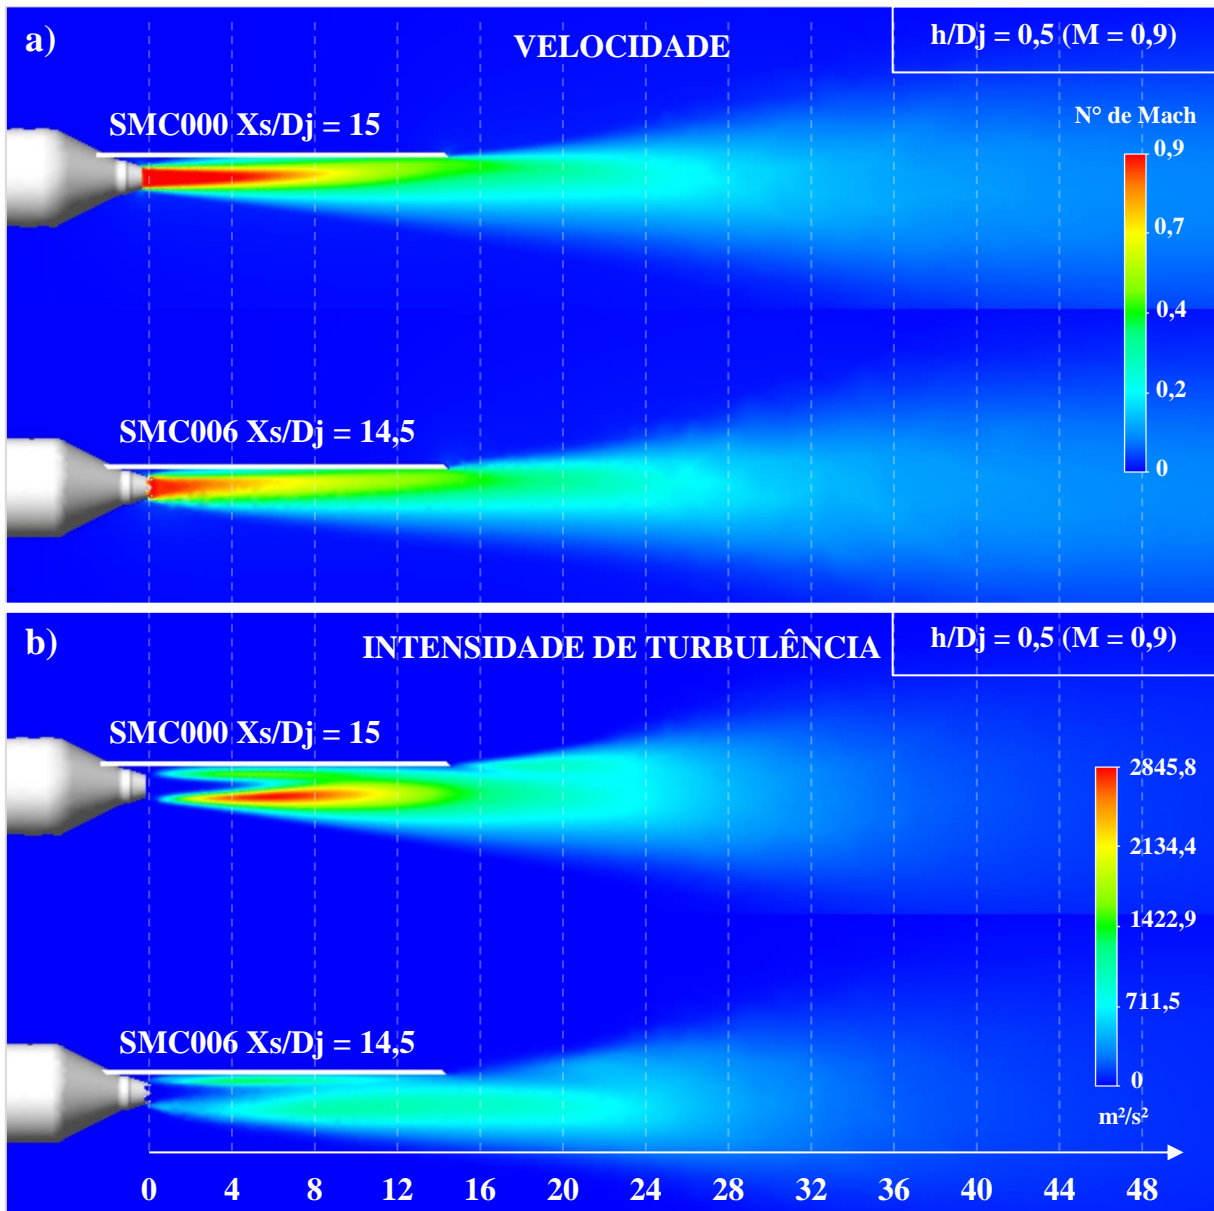 a)
VELOCIDADE
h/Dj = 0,5 (M = 0,9)
N° de Mach
SMC000 Xs/Dj = 15
0,9
0,7
0,4
0,2
0
SMC006 Xs/Dj = 14,5
b)
INTENSIDADE DE TURBULÊNCIA
h/Dj = 0,5 (M = 0,9)
SMC000 Xs/Dj = 15
2845,8
2134,4
1422,9
711,5
0
m²/s²
SMC006 Xs/Dj = 14,5
0 4 8 12 16 20 24 28 32 36 40 44 48